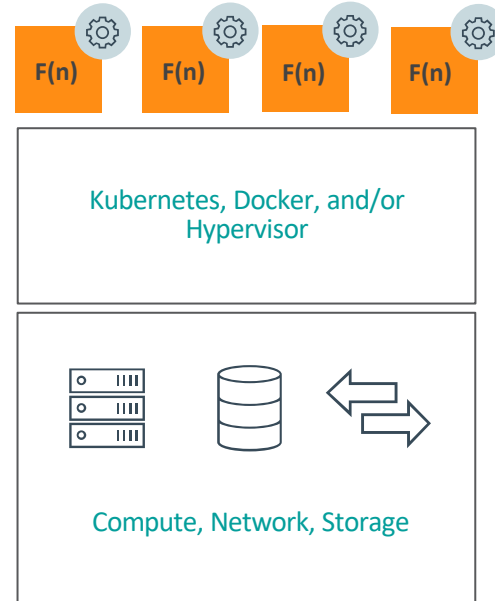 F(n) F(n) F(n) F(n)
Kubernetes, Docker, and/or
Hypervisor
Compute, Network, Storage